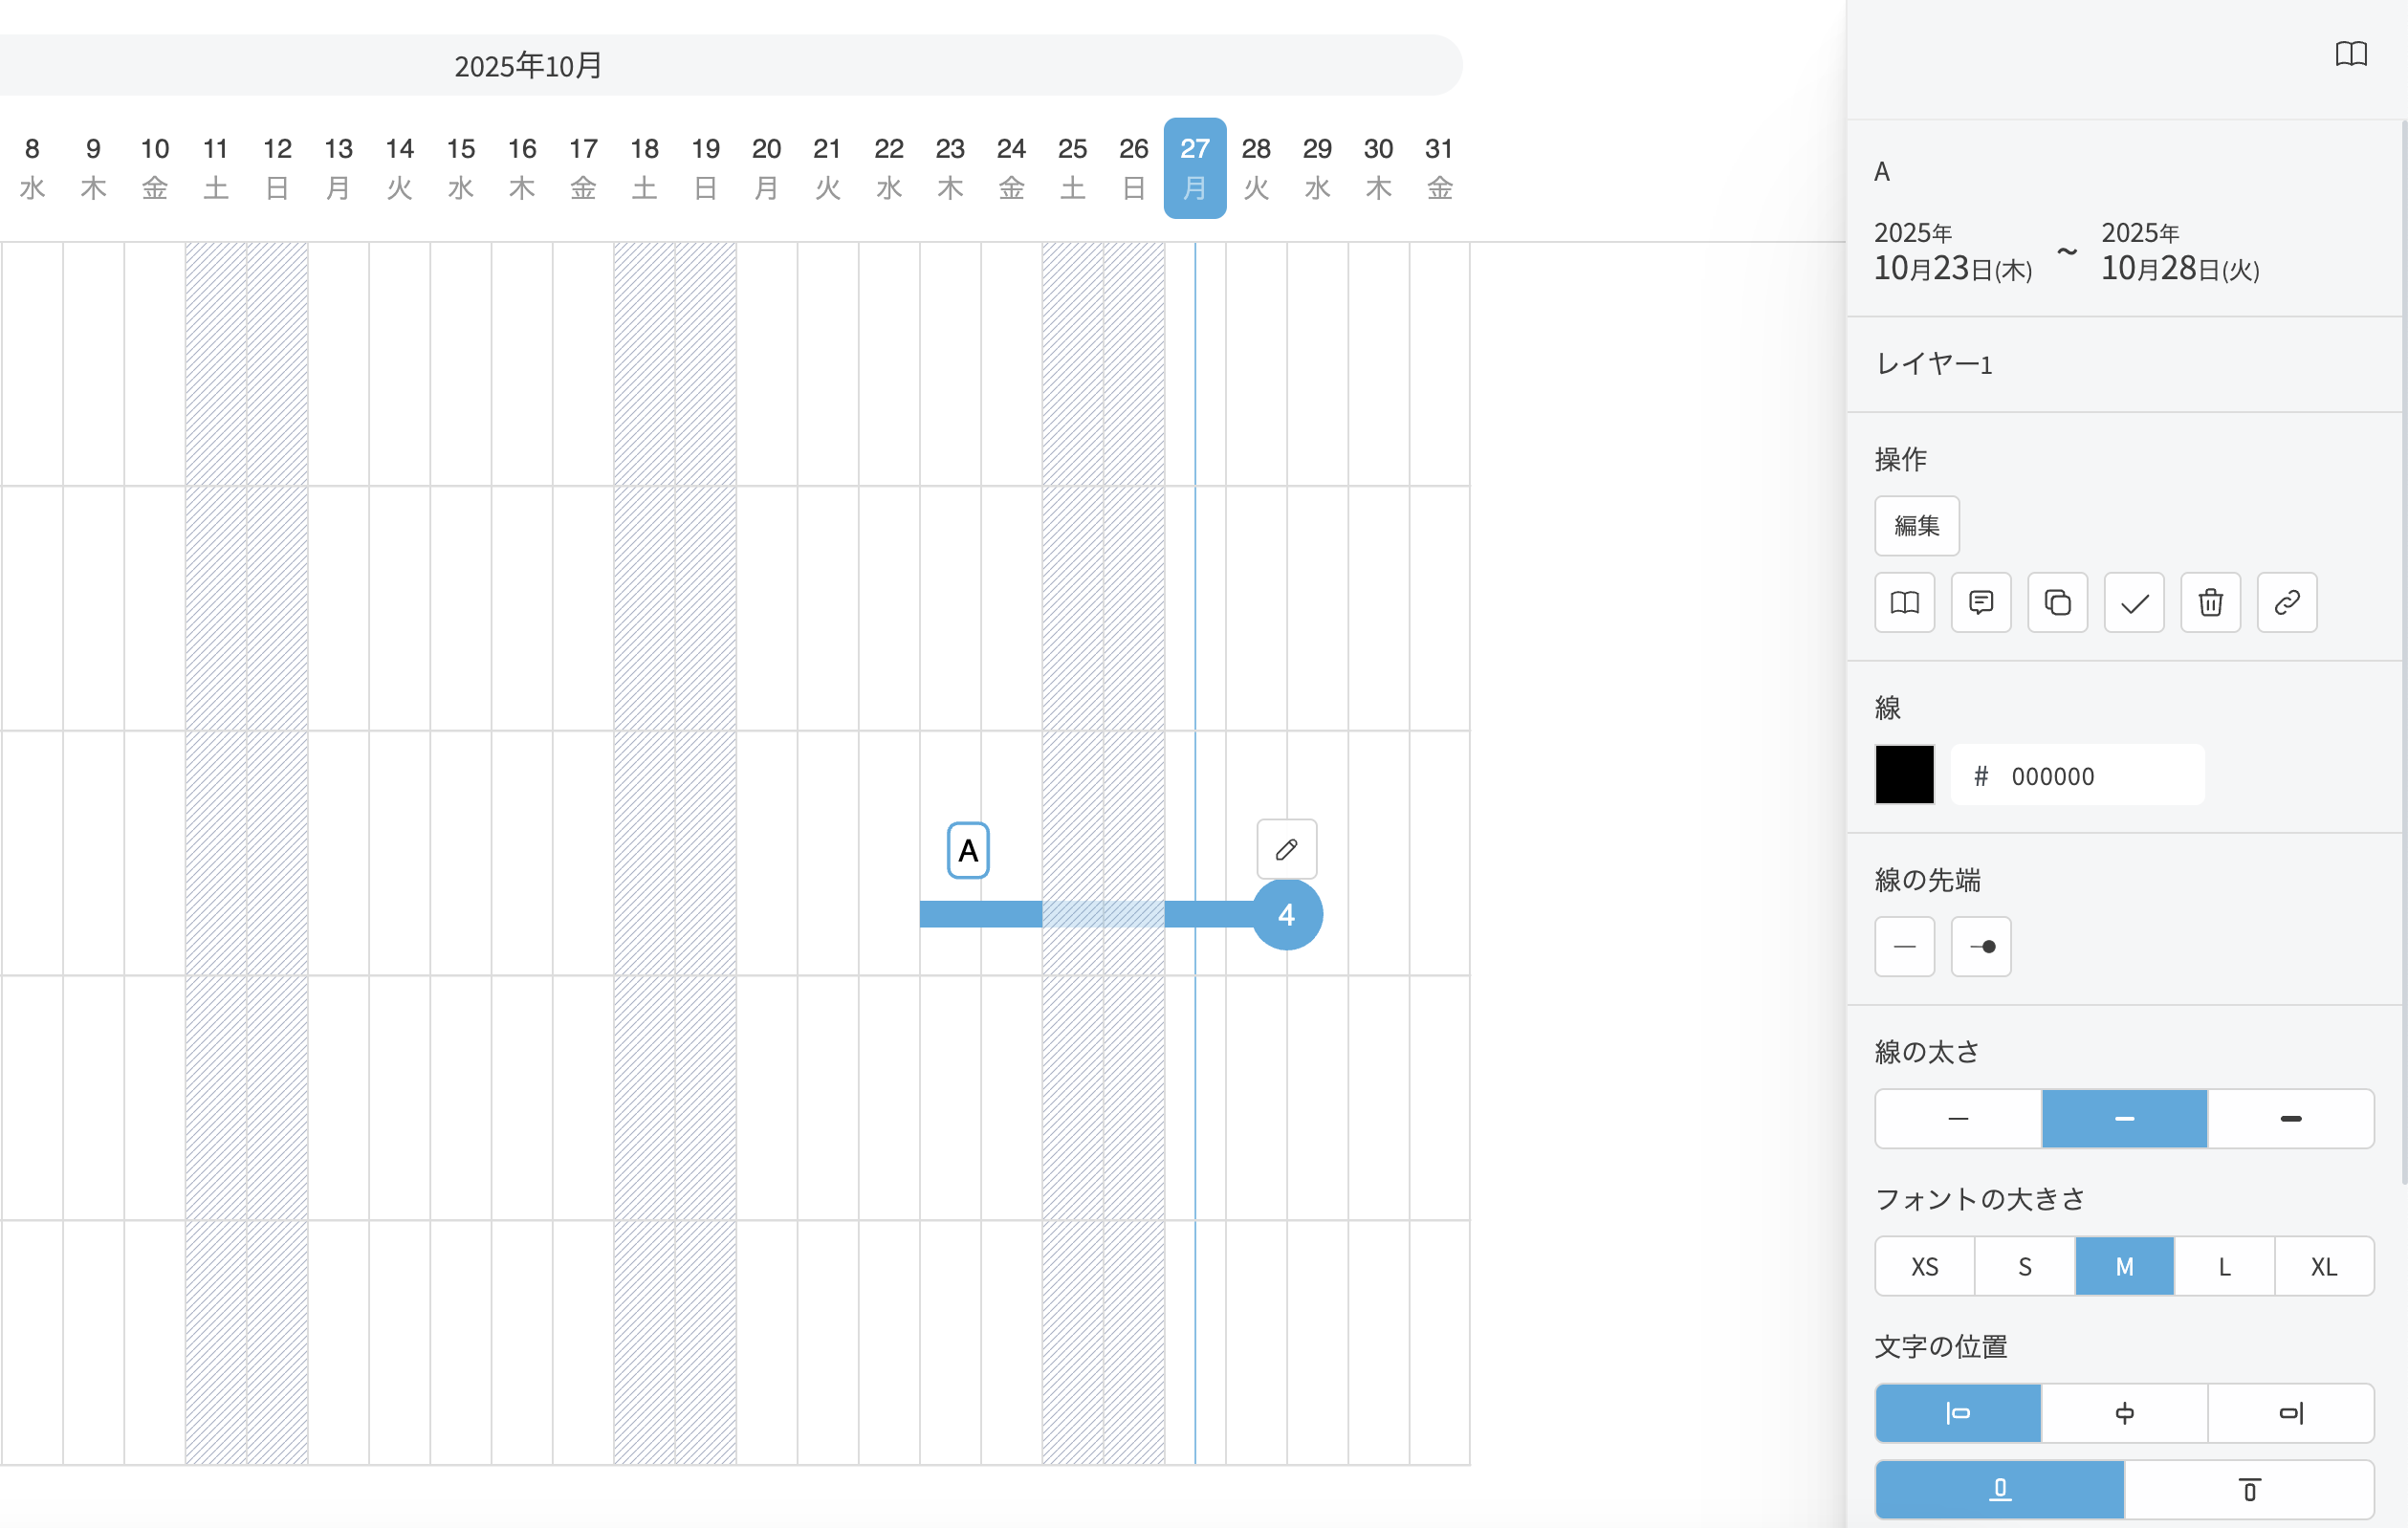 2025年10月
8 9 10 11 12 13 14 15 16 17 18 19 20 21 22 23 24 25 26 27 28 29 30 31
水 木 金 土 日 月 火 水 木 金 土 日 月 火 水 木 金 土 日 月 火 水 木 金
A
4
A
2025年
10月23日(木)
~
2025年
10月28日(火)
レイヤー1
操作
編集
線
# 000000
線の先端
線の太さ
フォントの大きさ
XS S M L XL
文字の位置